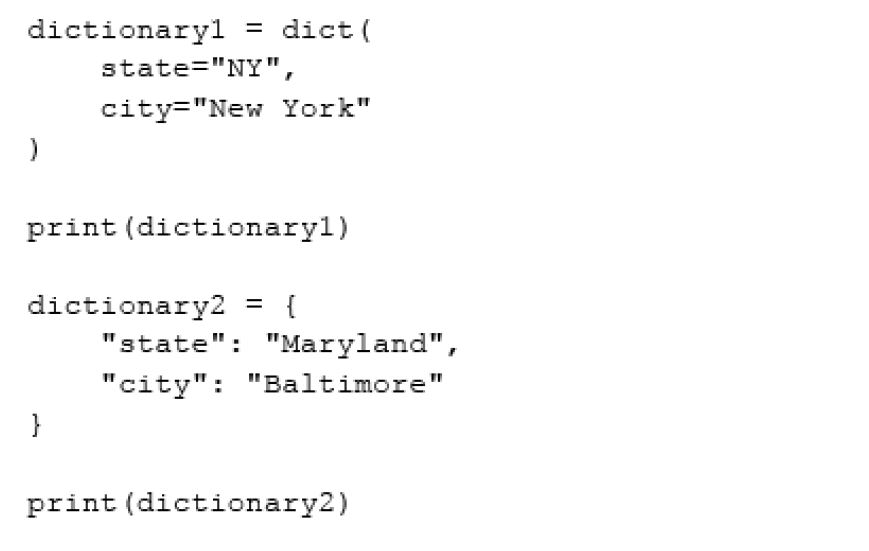 dictionary1 = dict(
    state="NY",
    city="New York"
)
print(dictionary1)
dictionary2 = {
    "state": "Maryland",
    "city": "Baltimore"
}
print(dictionary2)